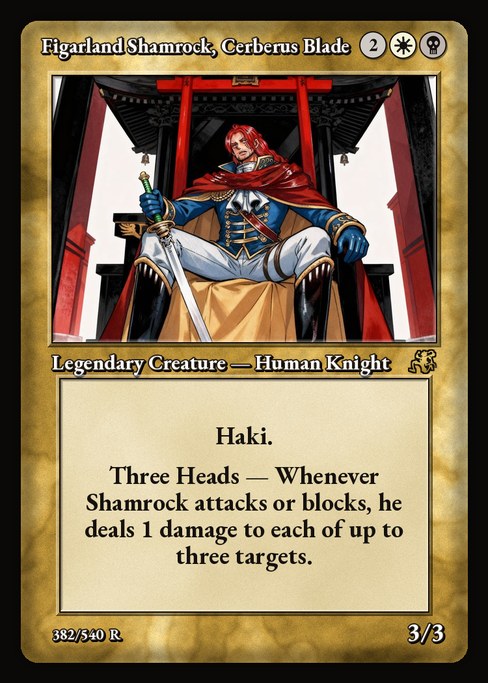 Figarland Shamrock, Cerberus Blade 2
Legendary Creature — Human Knight
Haki.
Three Heads — Whenever
Shamrock attacks or blocks, he
deals 1 damage to each of up to
three targets.
382/540 R
3/3